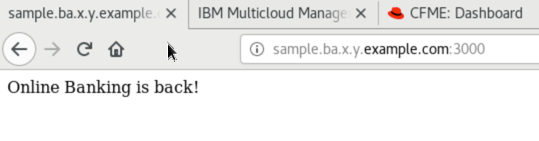 sample.ba.x.y.example.
IBM Multicloud Manage
CFME: Dashboard
sample.ba.x.y.example.com:3000
Online Banking is back!